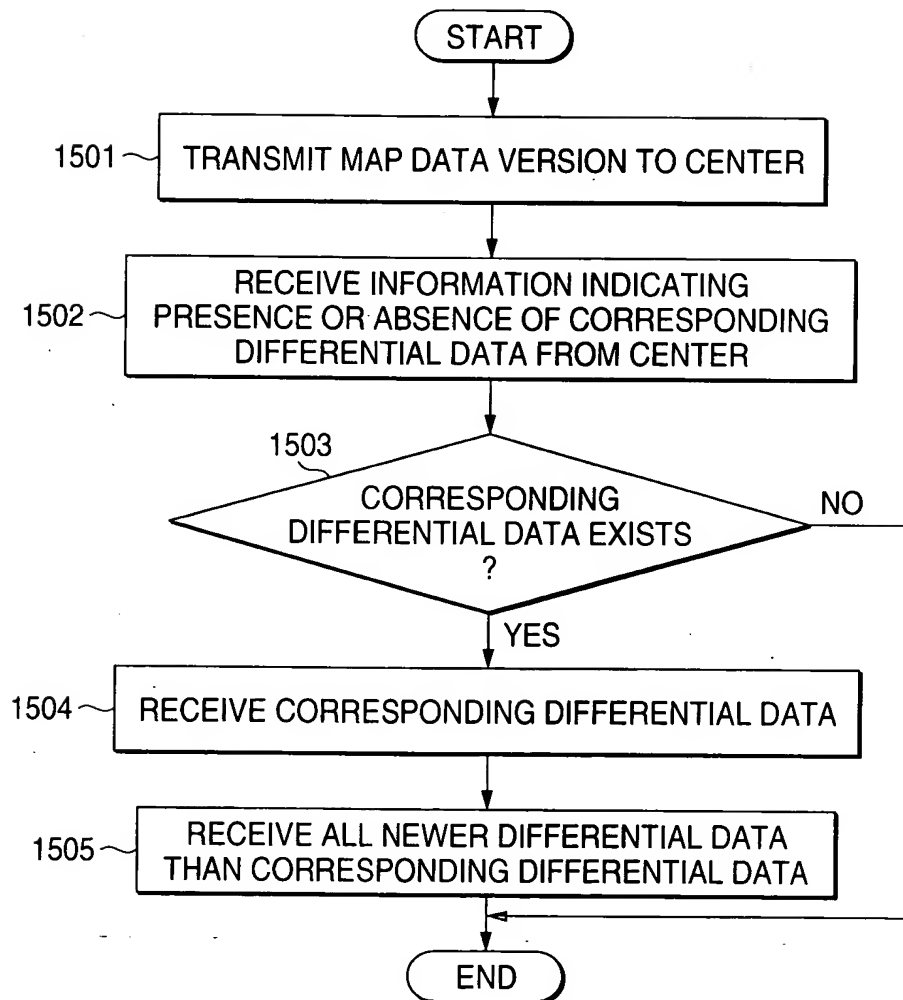 START
1501
TRANSMIT MAP DATA VERSION TO CENTER
1502
RECEIVE INFORMATION INDICATING
PRESENCE OR ABSENCE OF CORRESPONDING
DIFFERENTIAL DATA FROM CENTER
1503
CORRESPONDING
DIFFERENTIAL DATA EXISTS
?
NO
YES
1504
RECEIVE CORRESPONDING DIFFERENTIAL DATA
1505
RECEIVE ALL NEWER DIFFERENTIAL DATA
THAN CORRESPONDING DIFFERENTIAL DATA
END